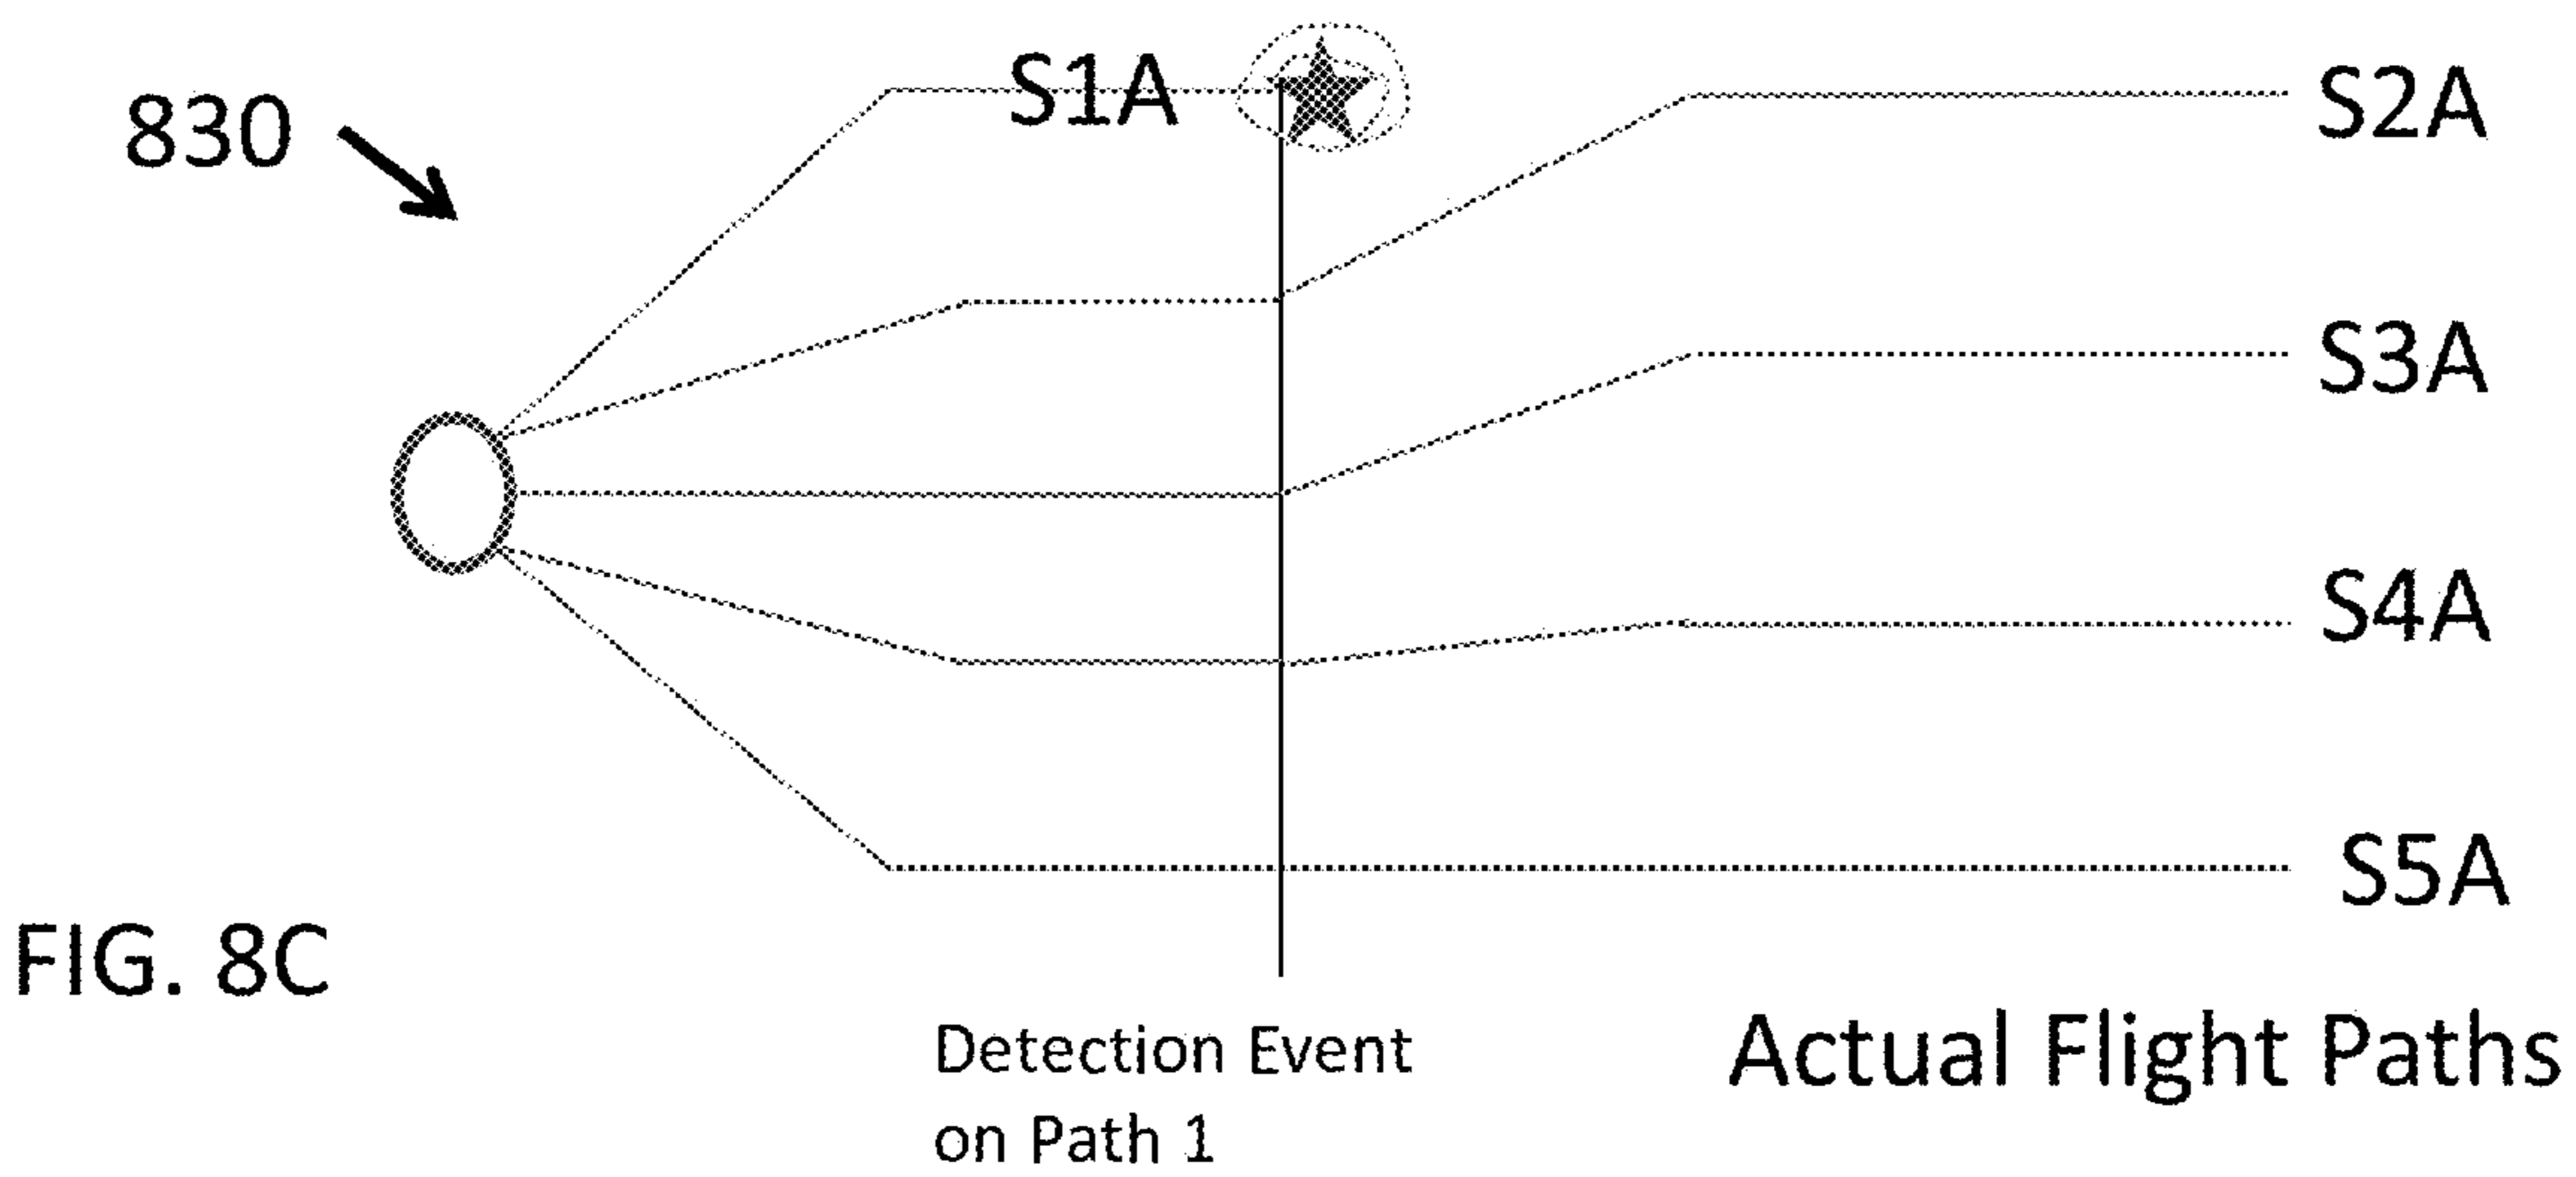 S1A
830
S2A
S3A
S4A
S5A
FIG. 8C
Detection Event
on Path 1
Actual Flight Paths